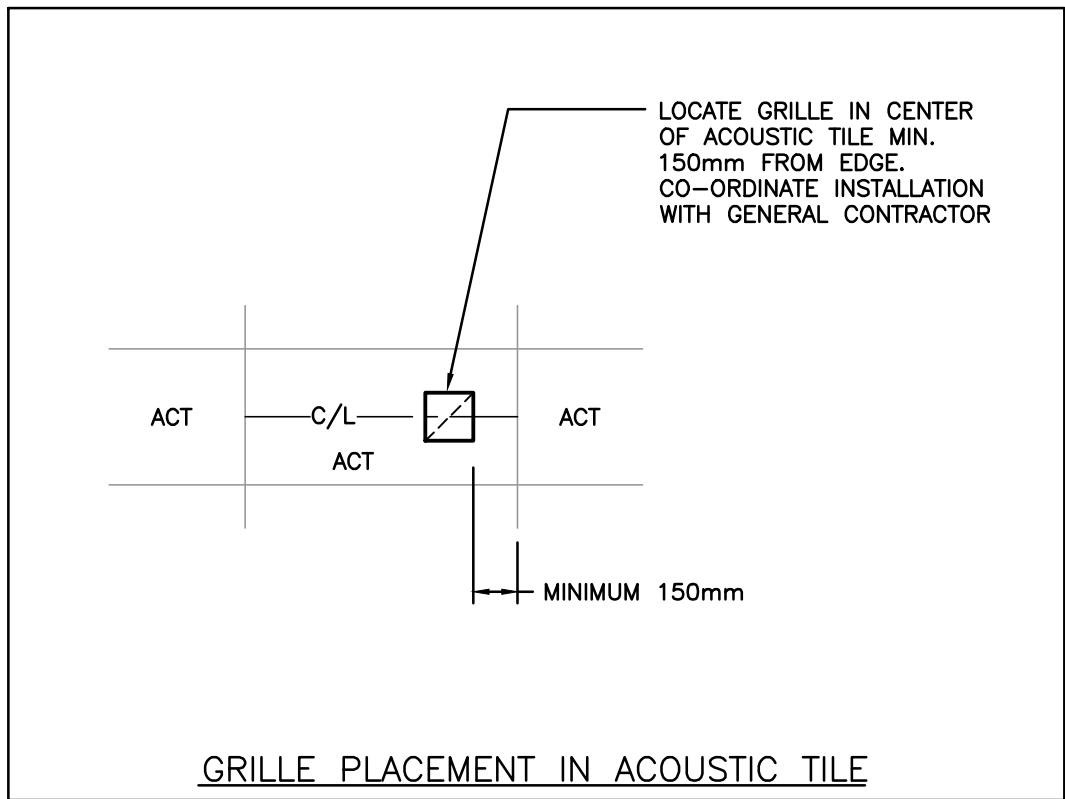 LOCATE GRILLE IN CENTER
OF ACOUSTIC TILE MIN.
150mm FROM EDGE.
CO-ORDINATE INSTALLATION
WITH GENERAL CONTRACTOR
ACT
C/L
ACT
ACT
MINIMUM 150mm
GRILLE PLACEMENT IN ACOUSTIC TILE